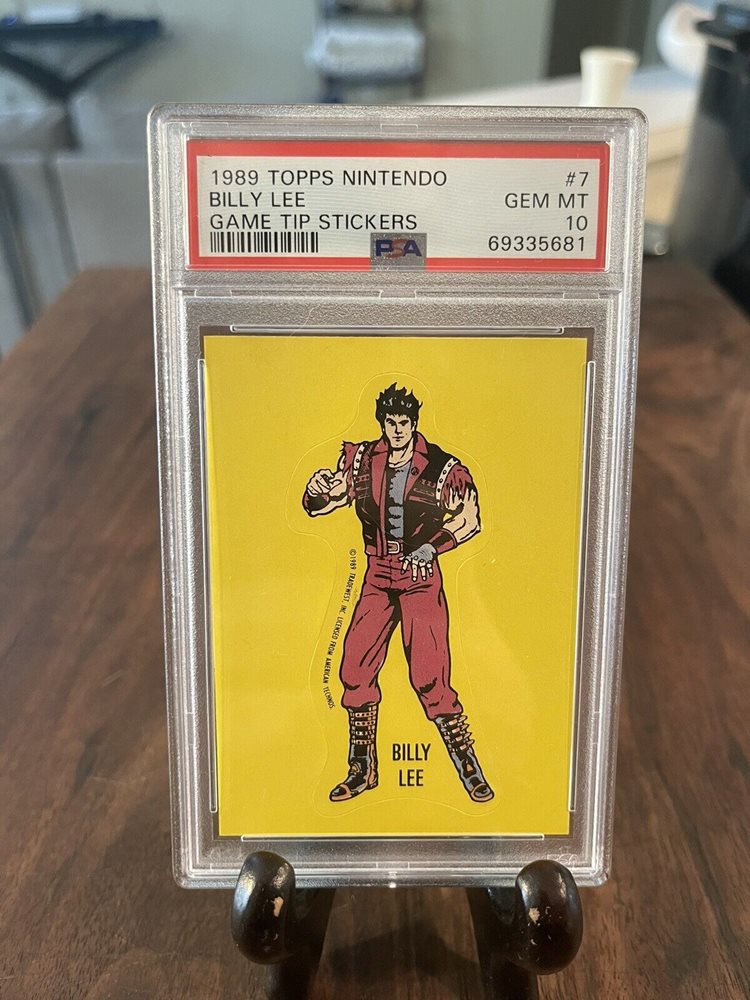 1989 TOPPS NINTENDO #7
BILLY LEE GEM MT
GAME TIP STICKERS 10
PSA 69335681
©1989 TRADEWEST, INC. LICENSED FROM AMERICAN TECHNOS.
BILLY
LEE